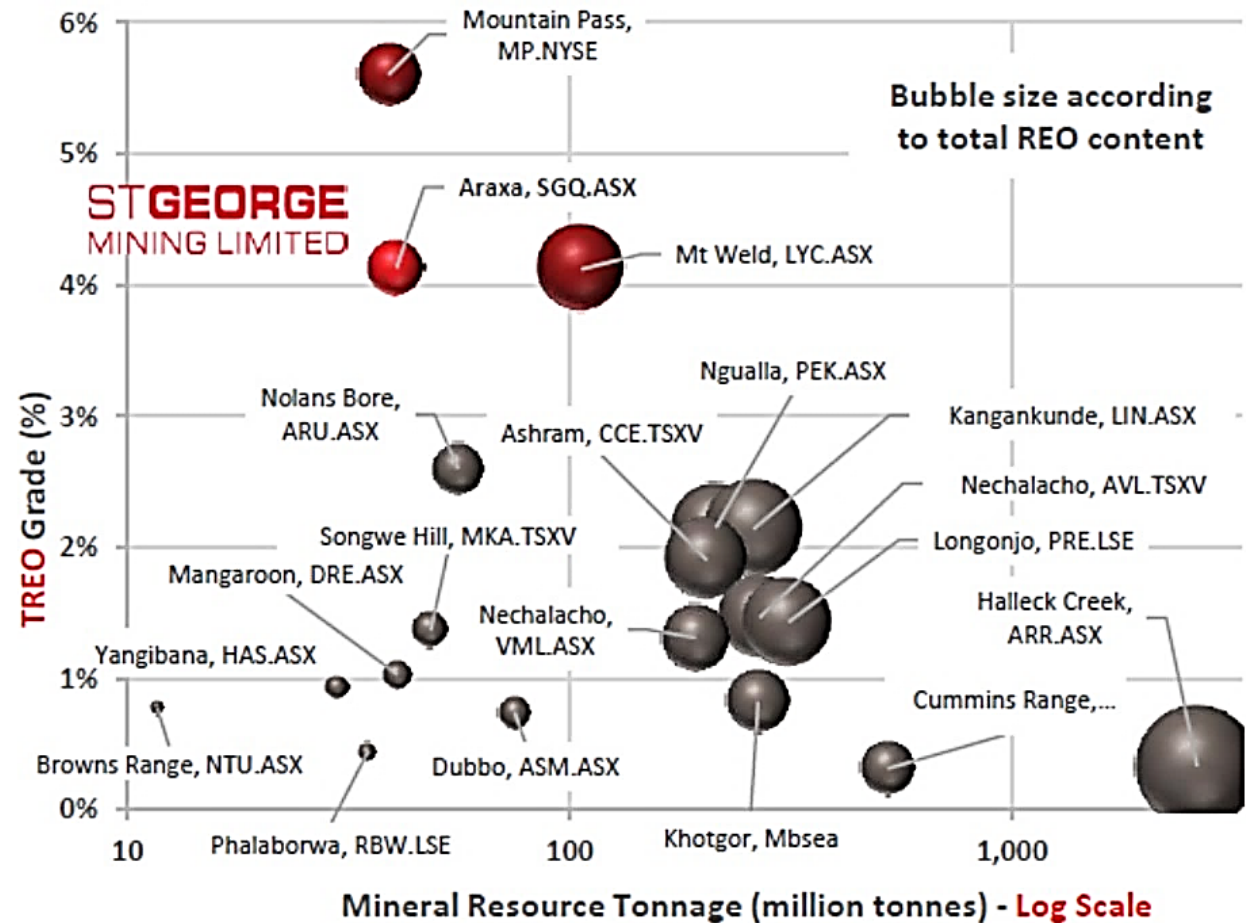 6%
Mountain Pass,
MP.NYSE
Bubble size according
to total REO content
5%
STGEORGE
MINING LIMITED
Araxa, SGQ.ASX
Mt Weld, LYC.ASX
4%
Ngualla, PEK.ASX
Nolans Bore,
ARU.ASX
3%
Ashram, CCE.TSXV
Kangankunde, LIN.ASX
TREO Grade (%)
Nechalacho, AVL.TSXV
Songwe Hill, MKA.TSXV
2%
Longonjo, PRE.LSE
Mangaroon, DRE.ASX
Nechalacho,
VML.ASX
Halleck Creek,
ARR.ASX
Yangibana, HAS.ASX
1%
Cummins Range,...
Browns Range, NTU.ASX
Dubbo, ASM.ASX
0%
Phalaborwa, RBW.LSE
Khotgor, Mbsea
10
100
1,000
Mineral Resource Tonnage (million tonnes) - Log Scale